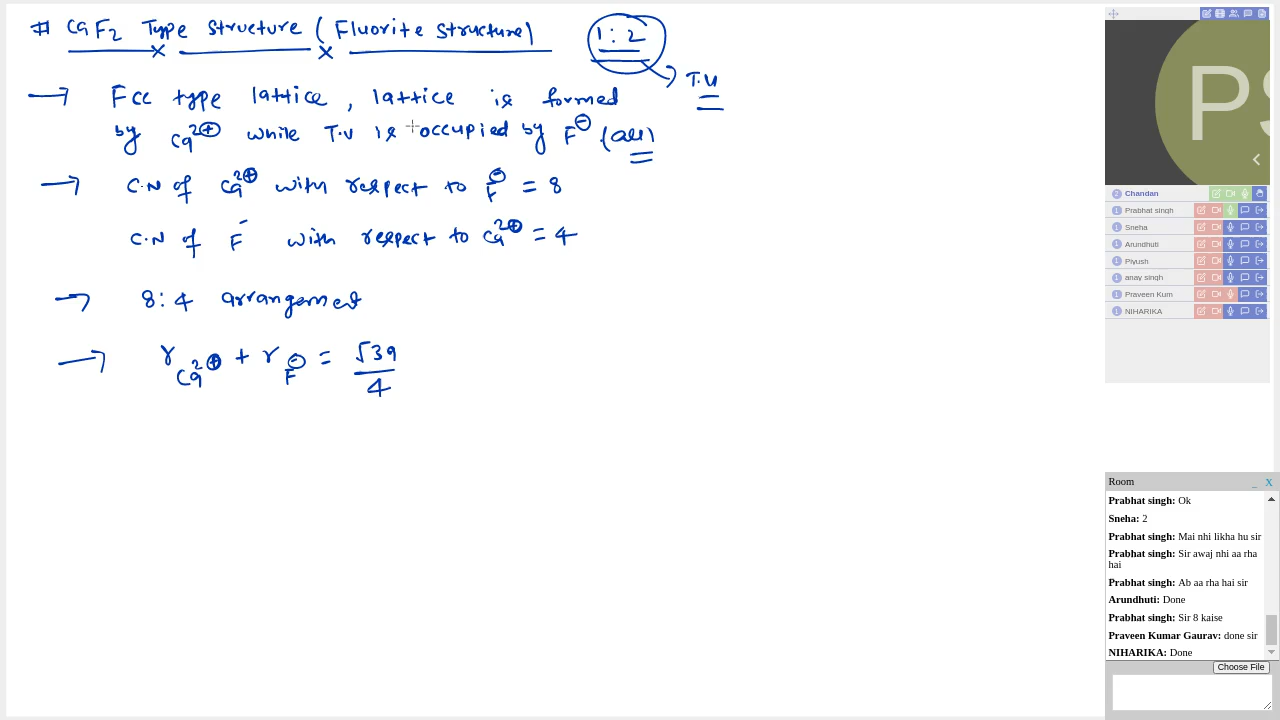 # CaF2 Type Structure (Fluorite Structure) 1:2
→ T.V
→ Fcc type lattice, lattice is formed
by Ca2⊕ while T.V is occupied by F⊖ (all)
→ C.N of Ca2⊕ with respect to F⊖ = 8
C.N of F- with respect to Ca2⊕ = 4
→ 8:4 arrangement
→ rCa2⊕ + rF⊖ = √3a/4
PS
Chandan
Prabhat singh
Sneha
Arundhuti
Piyush
anay singh
Praveen Kum
NIHARIKA
Room _ X
Prabhat singh: Ok
Sneha: 2
Prabhat singh: Mai nhi likha hu sir
Prabhat singh: Sir awaj nhi aa rha
hai
Prabhat singh: Ab aa rha hai sir
Arundhuti: Done
Prabhat singh: Sir 8 kaise
Praveen Kumar Gaurav: done sir
NIHARIKA: Done
Choose File